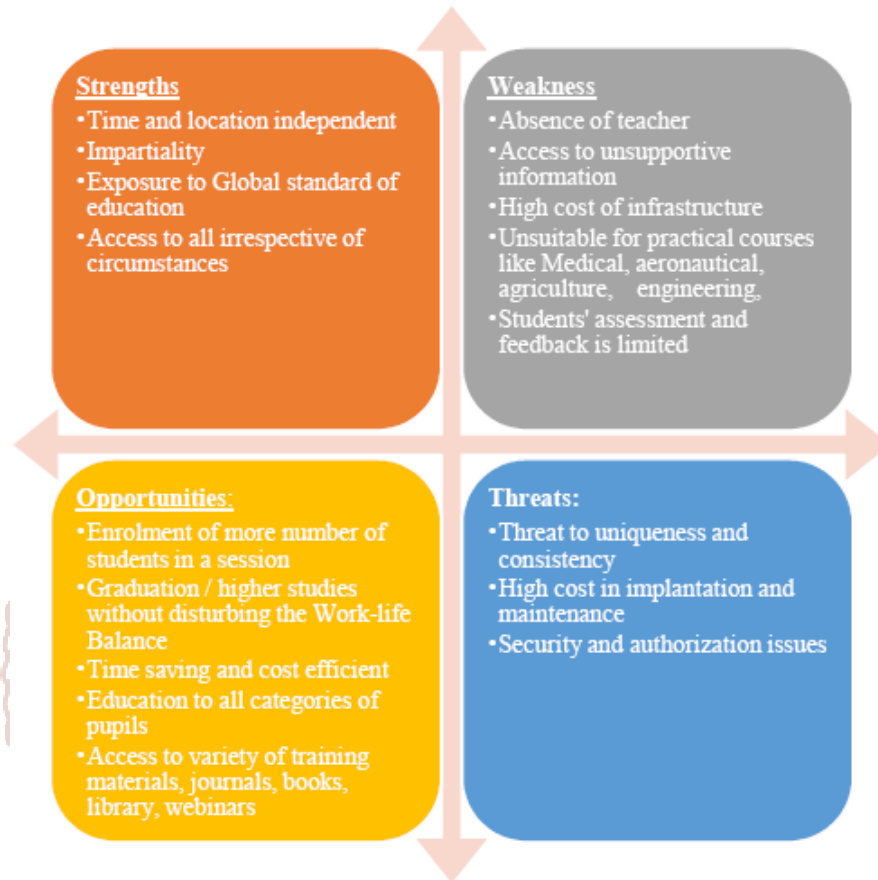 Strengths
•Time and location independent
•Impartiality
•Exposure to Global standard of
education
•Access to all irrespective of
circumstances
Weakness
•Absence of teacher
•Access to unsupportive
information
•High cost of infrastructure
•Unsuitable for practical courses
like Medical, aeronautical,
agriculture, engineering,
•Students' assessment and
feedback is limited
Opportunities:
•Enrolment of more number of
students in a session
•Graduation / higher studies
without disturbing the Work-life
Balance
•Time saving and cost efficient
•Education to all categories of
pupils
•Access to variety of training
materials, journals, books,
library, webinars
Threats:
•Threat to uniqueness and
consistency
•High cost in implantation and
maintenance
•Security and authorization issues